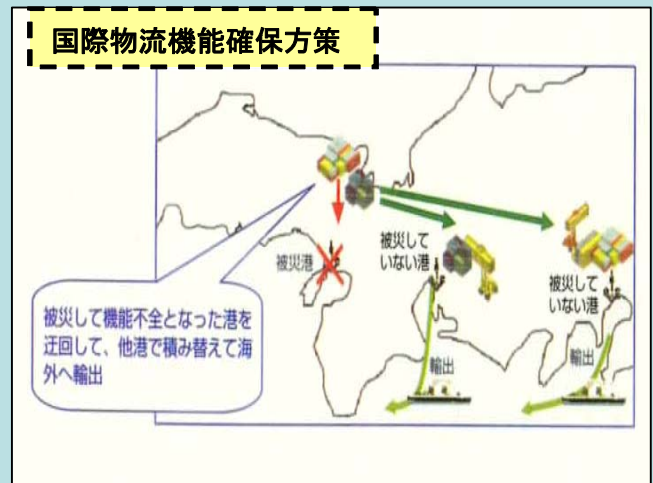 国際物流機能確保方策
被災港
被災して
いない港
被災して
いない港
輸出
輸出
被災して機能不全となった港を
迂回して、他港で積み替えて海
外へ輸出